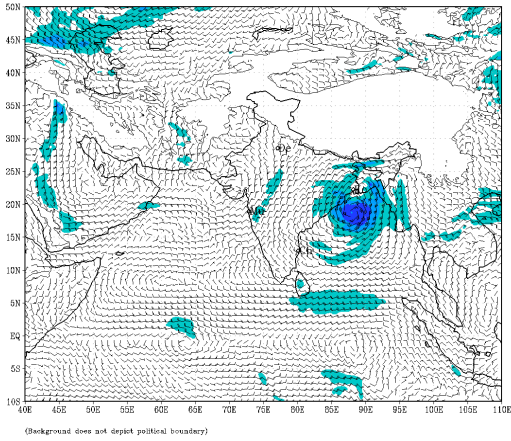 50N
45N
40N
35N
30N
25N
20N
15N
10N
5N
EQ
5S
10S
40E 45E 50E 55E 60E 65E 70E 75E 80E 85E 90E 95E 100E 105E 110E
(Background does not depict political boundary)